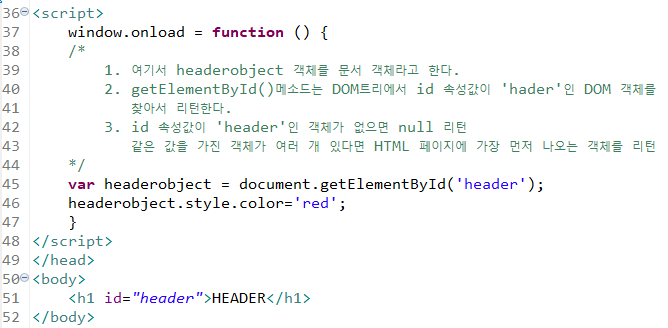 36 <script>
37 window.onload = function () {
38 /*
39 1. 여기서 headerobject 객체를 문서 객체라고 한다.
40 2. getElementById()메소드는 DOM트리에서 id 속성값이 'hader'인 DOM 객체를
41 찾아서 리턴한다.
42 3. id 속성값이 'header'인 객체가 없으면 null 리턴
43 같은 값을 가진 객체가 여러 개 있다면 HTML 페이지에 가장 먼저 나오는 객체를 리턴
44 */
45 var headerobject = document.getElementById('header');
46 headerobject.style.color='red';
47 }
48 </script>
49 </head>
50 <body>
51 <h1 id="header">HEADER</h1>
52 </body>